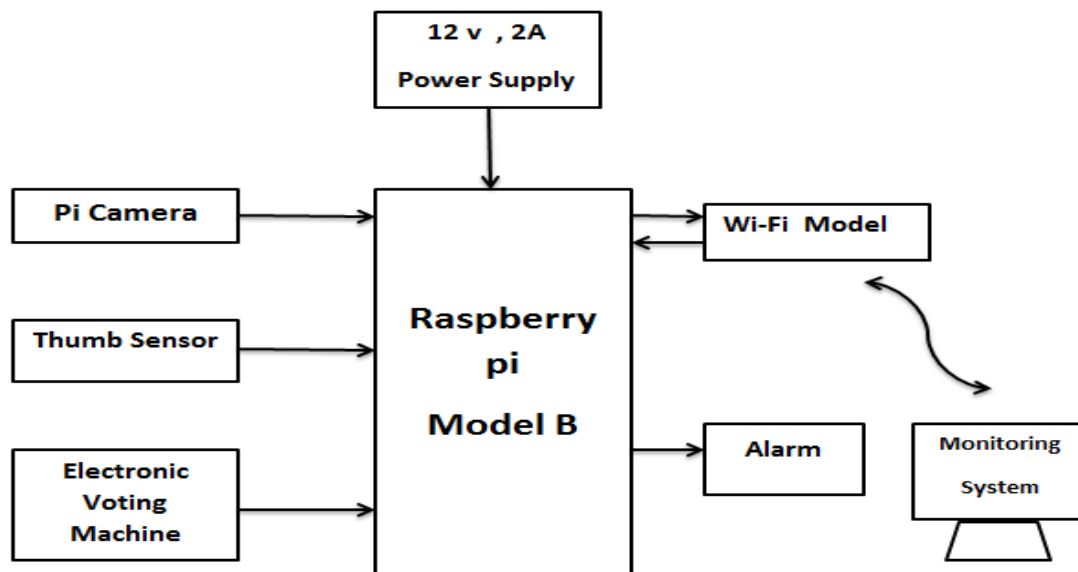 12 v , 2A
Power Supply
Pi Camera
Wi-Fi Model
Thumb Sensor
Raspberry
pi
Model B
Electronic
Voting
Machine
Alarm
Monitoring
System